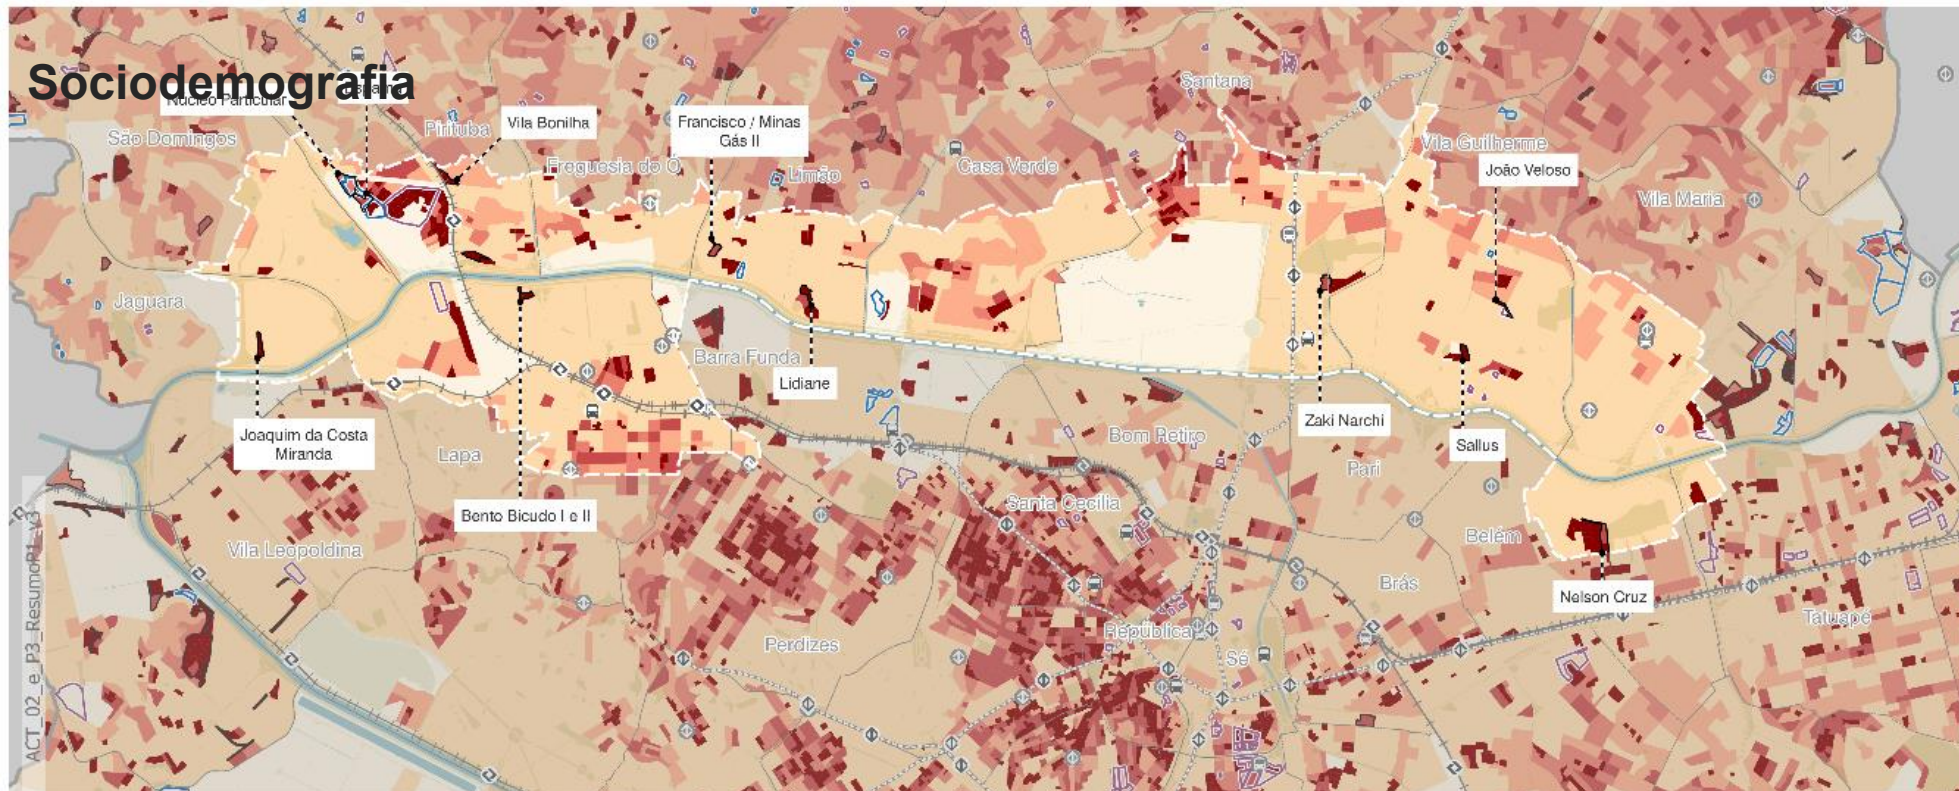 Sociodemografia
Núcleo Particular
São Domingos
Pirituba
Vila Bonilha
Freguesia do Ó
Francisco / Minas
Gás II
Limão
Casa Verde
Santana
Vila Guilherme
João Veloso
Vila Maria
Jaguara
Barra Funda
Lidiane
Joaquim da Costa
Miranda
Lapa
Bento Bicudo I e II
Zaki Narchi
Sallus
Bom Retiro
Pari
Santa Cecília
Vila Leopoldina
Belém
Nelson Cruz
Brás
Perdizes
República
Sé
Tatuapé
ACT_02_e_P3_ResumoP1_v3